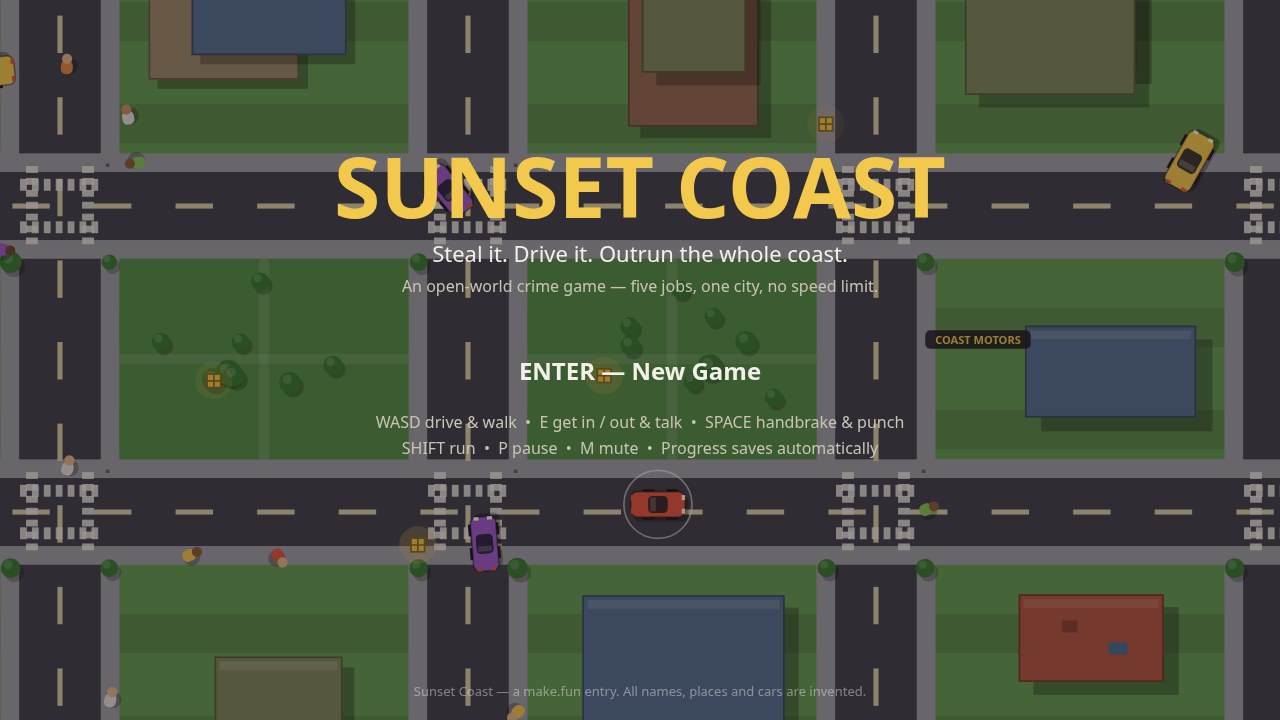 SUNSET COAST
Steal it. Drive it. Outrun the whole coast.
An open-world crime game — five jobs, one city, no speed limit.
COAST MOTORS
ENTER — New Game
WASD drive & walk • E get in / out & talk • SPACE handbrake & punch
SHIFT run • P pause • M mute • Progress saves automatically
Sunset Coast — a make.fun entry. All names, places and cars are invented.